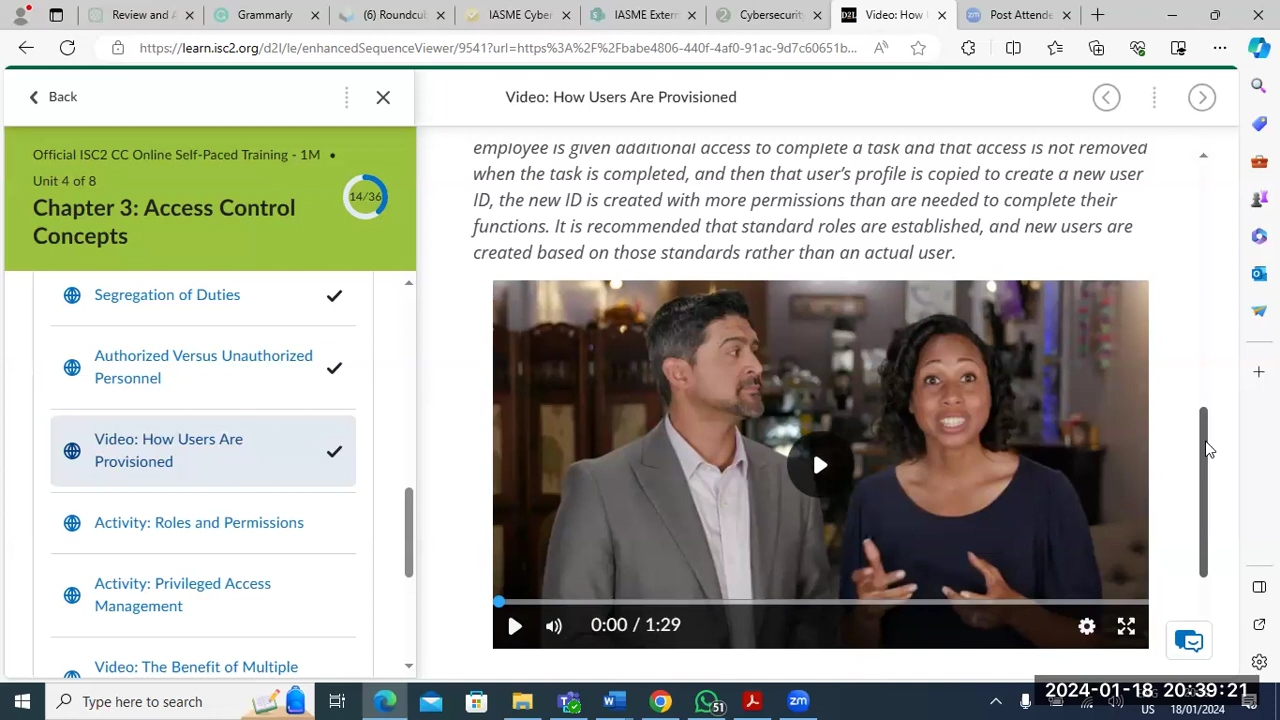 Review and A
Grammarly
(6) Roundcub
IASME Cyber
IASME Extern
Cybersecurity
D2L Video: How U
zm Post Attende
https://learn.isc2.org/d2l/le/enhancedSequenceViewer/9541?url=https%3A%2F%2Fbabe4806-440f-4af0-91ac-9d7c60651b...
Back
Video: How Users Are Provisioned
Official ISC2 CC Online Self-Paced Training - 1M •
Unit 4 of 8
Chapter 3: Access Control
Concepts
14/36
Segregation of Duties
Authorized Versus Unauthorized
Personnel
Video: How Users Are
Provisioned
Activity: Roles and Permissions
Activity: Privileged Access
Management
Video: The Benefit of Multiple
employee is given additional access to complete a task and that access is not removed
when the task is completed, and then that user's profile is copied to create a new user
ID, the new ID is created with more permissions than are needed to complete their
functions. It is recommended that standard roles are established, and new users are
created based on those standards rather than an actual user.
0:00 / 1:29
Type here to search
51
zm
2024-01-18 20:39:21
US
18/01/2024